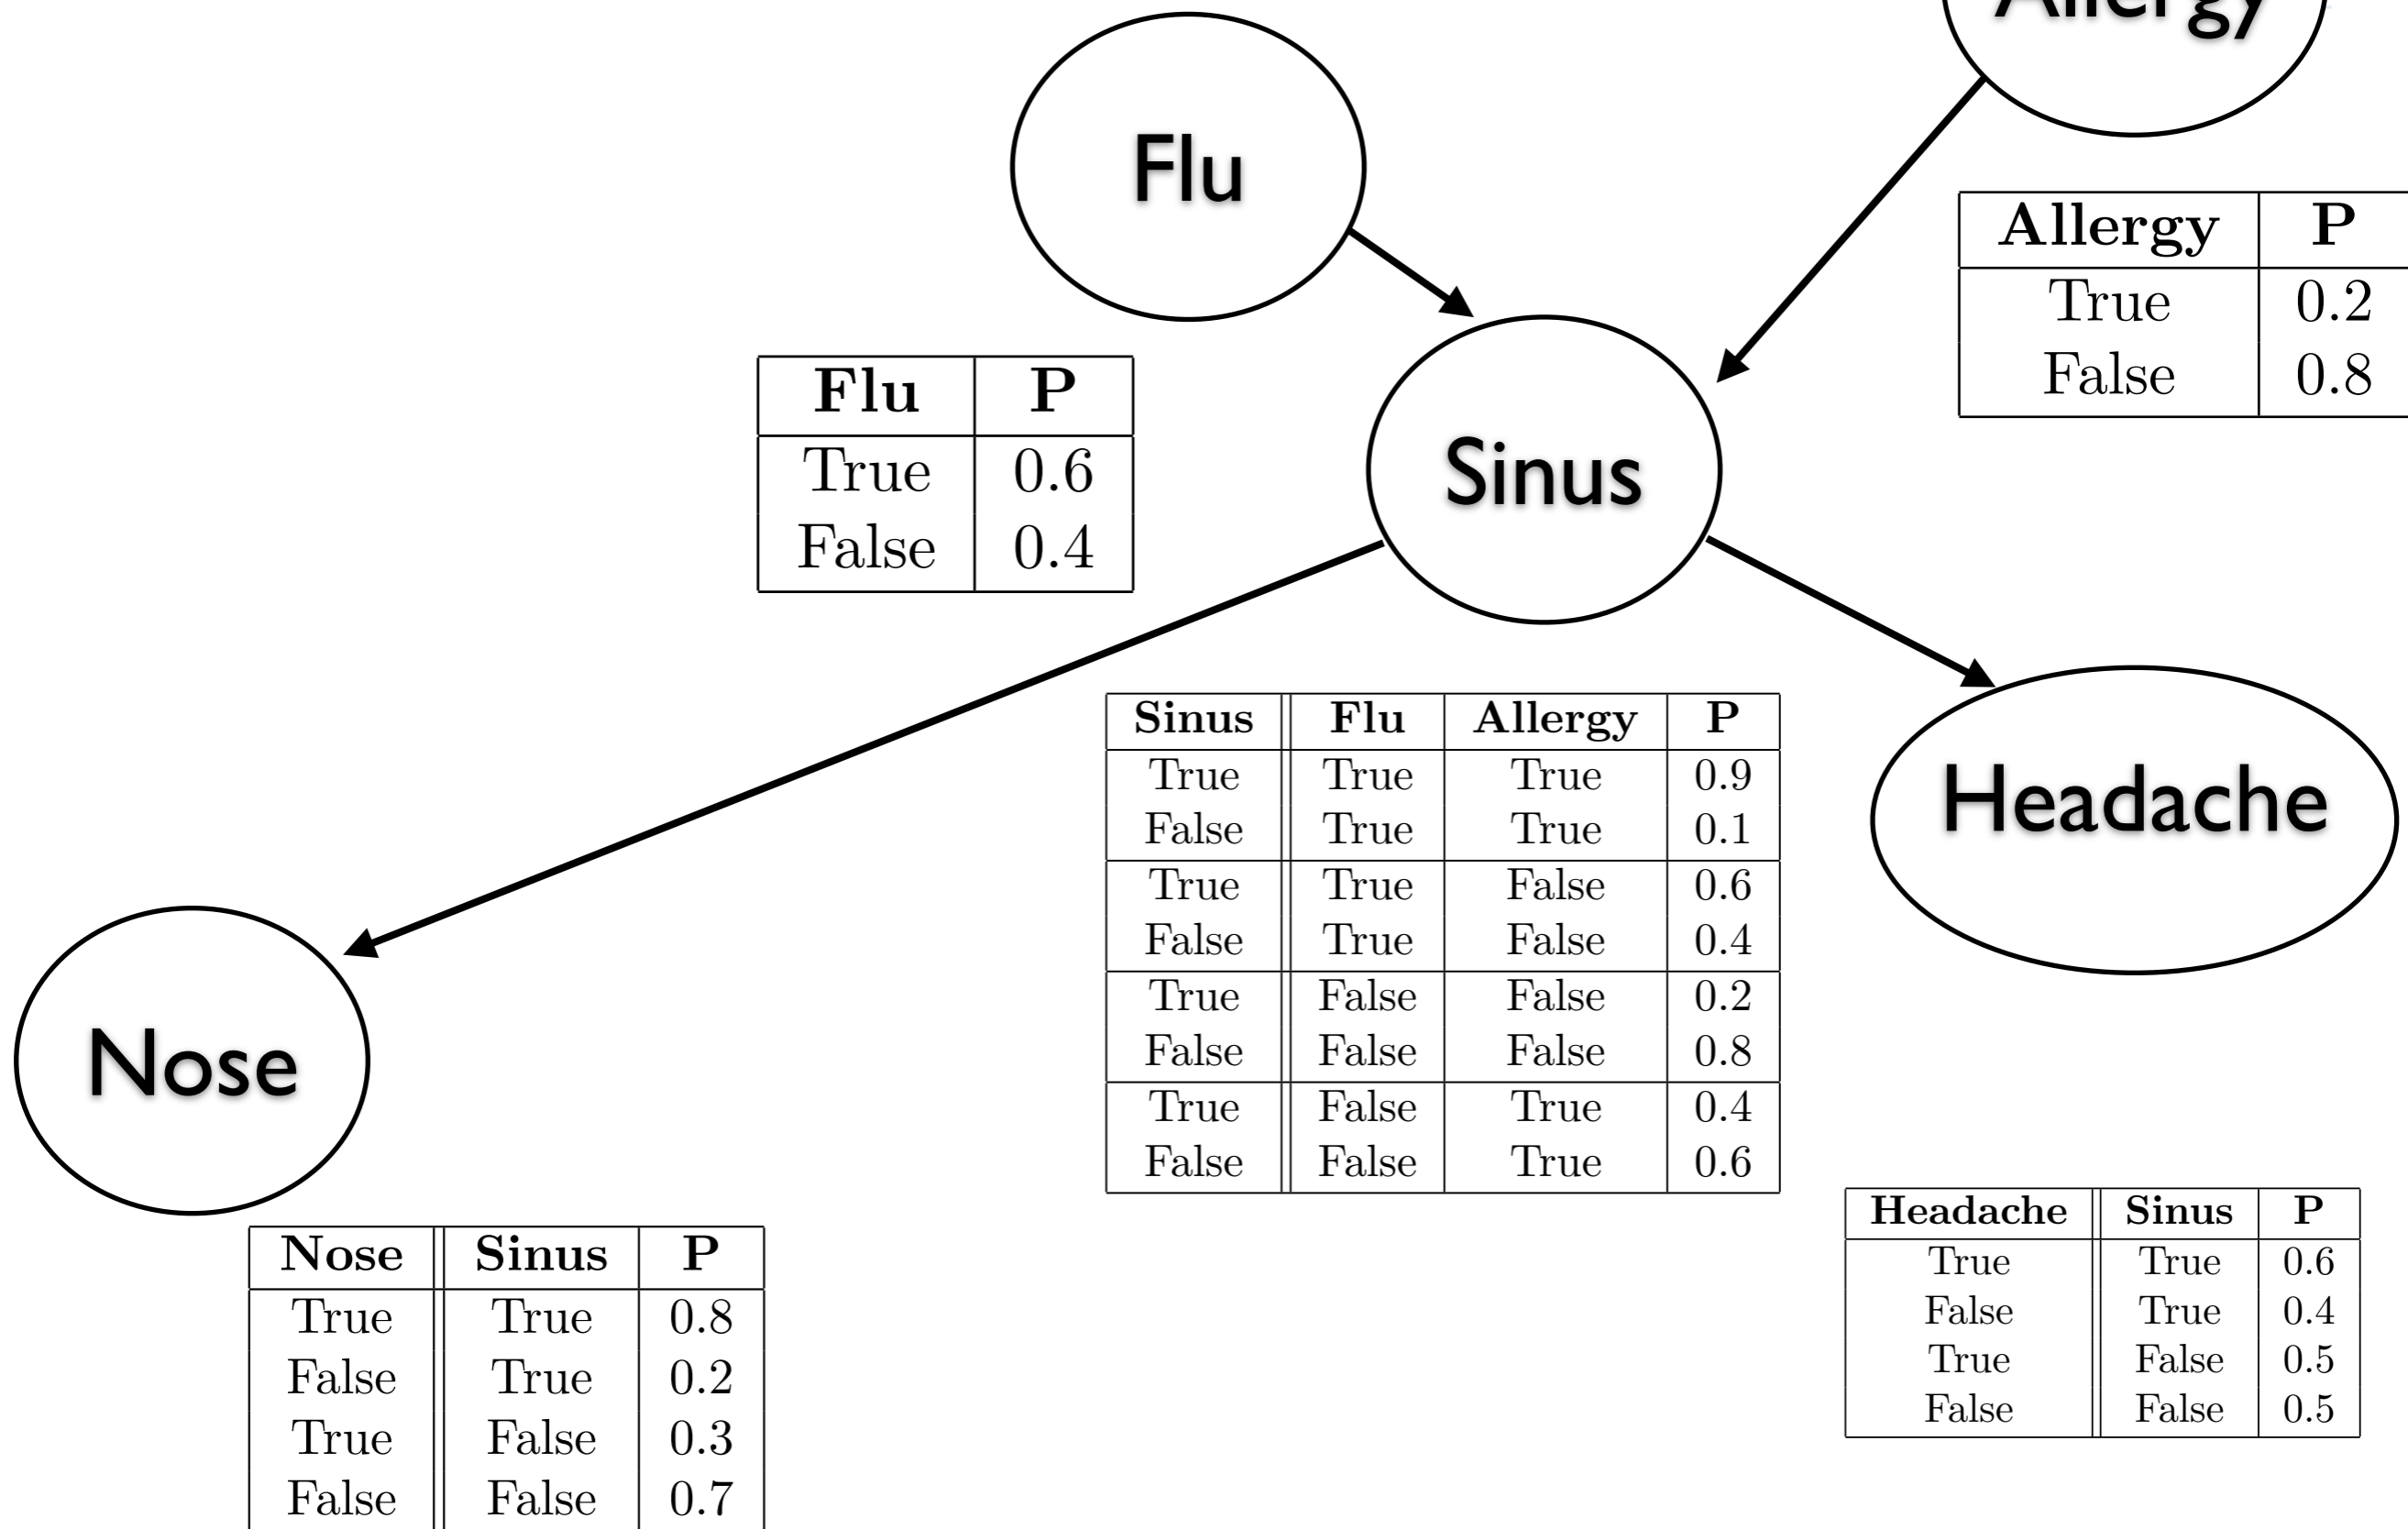 Allergy
Flu
Allergy P
True 0.2
False 0.8
Flu P
True 0.6
False 0.4
Sinus
Sinus Flu Allergy P
True True True 0.9
False True True 0.1
True True False 0.6
False True False 0.4
True False False 0.2
False False False 0.8
True False True 0.4
False False True 0.6
Headache
Nose
Headache Sinus P
True True 0.6
False True 0.4
True False 0.5
False False 0.5
Nose Sinus P
True True 0.8
False True 0.2
True False 0.3
False False 0.7